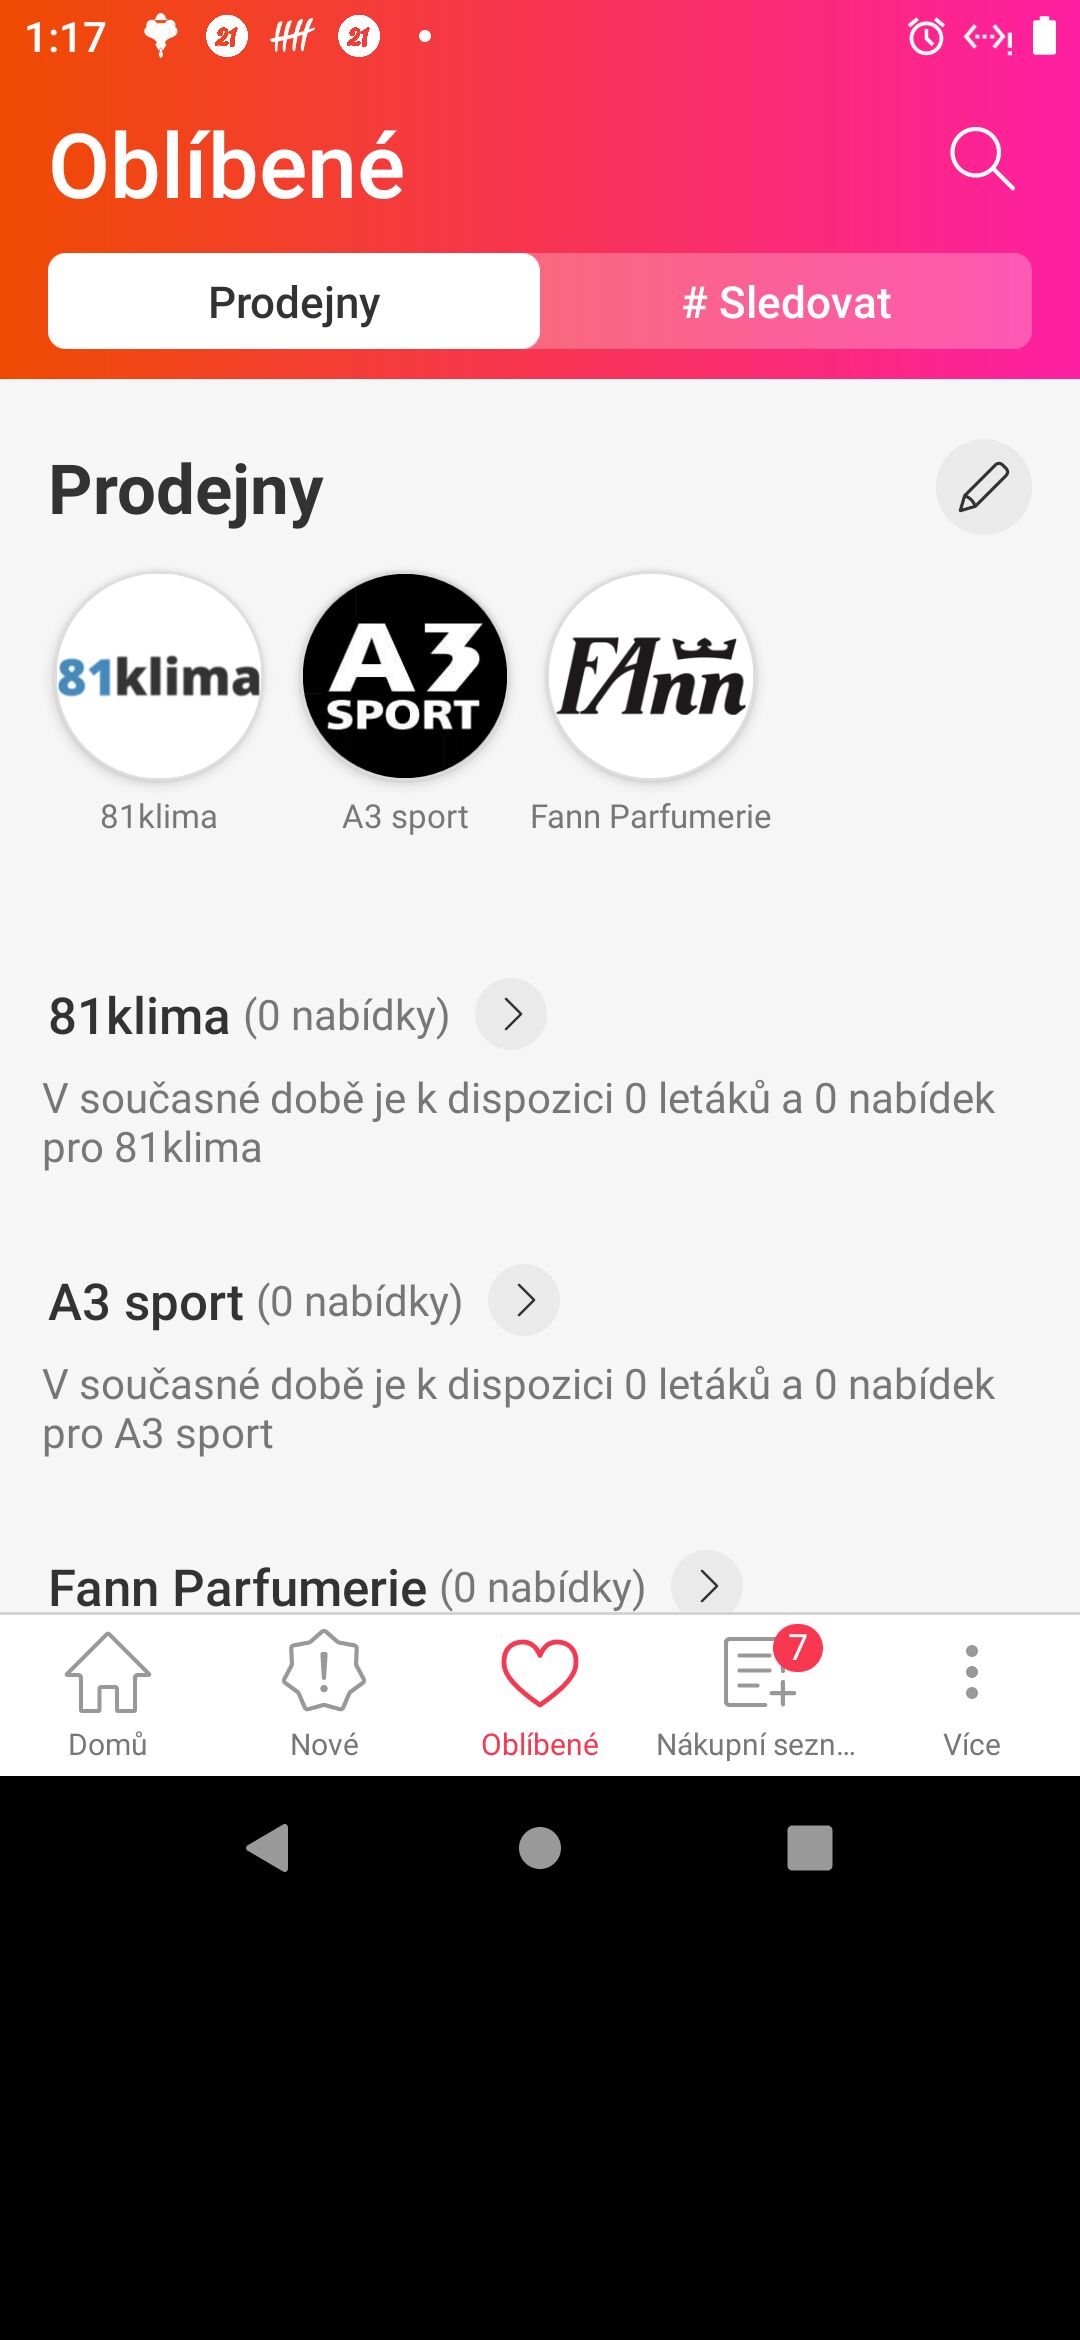 1:17
21
21
Oblíbené
Prodejny
# Sledovat
Prodejny
81klima
A3
SPORT
FAnn
81klima
A3 sport
Fann Parfumerie
81klima (0 nabídky)
V současné době je k dispozici 0 letáků a 0 nabídek
pro 81klima
A3 sport (0 nabídky)
V současné době je k dispozici 0 letáků a 0 nabídek
pro A3 sport
Fann Parfumerie (0 nabídky)
7
Domů
Nové
Oblíbené
Nákupní sezn...
Více